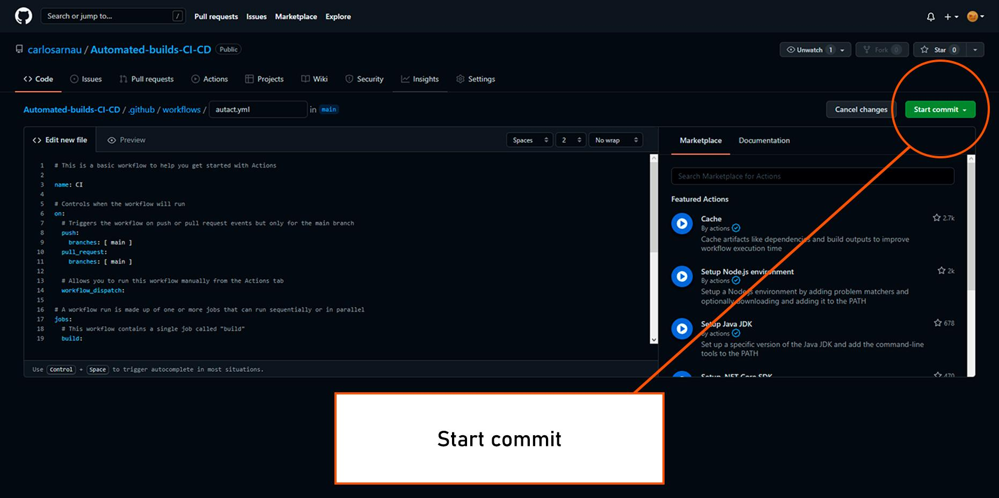 Search or jump to... /
Pull requests Issues Marketplace Explore
carlosarnau / Automated-builds-CI-CD Public
Unwatch 1 Fork 0 Star 0
Code Issues Pull requests Actions Projects Wiki Security Insights Settings
Automated-builds-CI-CD / .github / workflows / autact.yml in main
Cancel changes Start commit
Edit new file Preview
Spaces 2 No wrap
1 # This is a basic workflow to help you get started with Actions
2
3 name: CI
4
5 # Controls when the workflow will run
6 on:
7 # Triggers the workflow on push or pull request events but only for the main branch
8 push:
9 branches: [ main ]
10 pull_request:
11 branches: [ main ]
12
13 # Allows you to run this workflow manually from the Actions tab
14 workflow_dispatch:
15
16 # A workflow run is made up of one or more jobs that can run sequentially or in parallel
17 jobs:
18 # This workflow contains a single job called "build"
19 build:
Use Control + Space to trigger autocomplete in most situations.
Marketplace Documentation
Search Marketplace for Actions
Featured Actions
Cache 2.7k
By actions
Cache artifacts like dependencies and build outputs to improve
workflow execution time
Setup Node.js environment 2k
By actions
Setup a Node.js environment by adding problem matchers and
optionally downloading and adding it to the PATH
Setup Java JDK 678
By actions
Set up a specific version of the Java JDK and add the command-line
tools to the PATH
Setup .NET Core SDK 470
Start commit